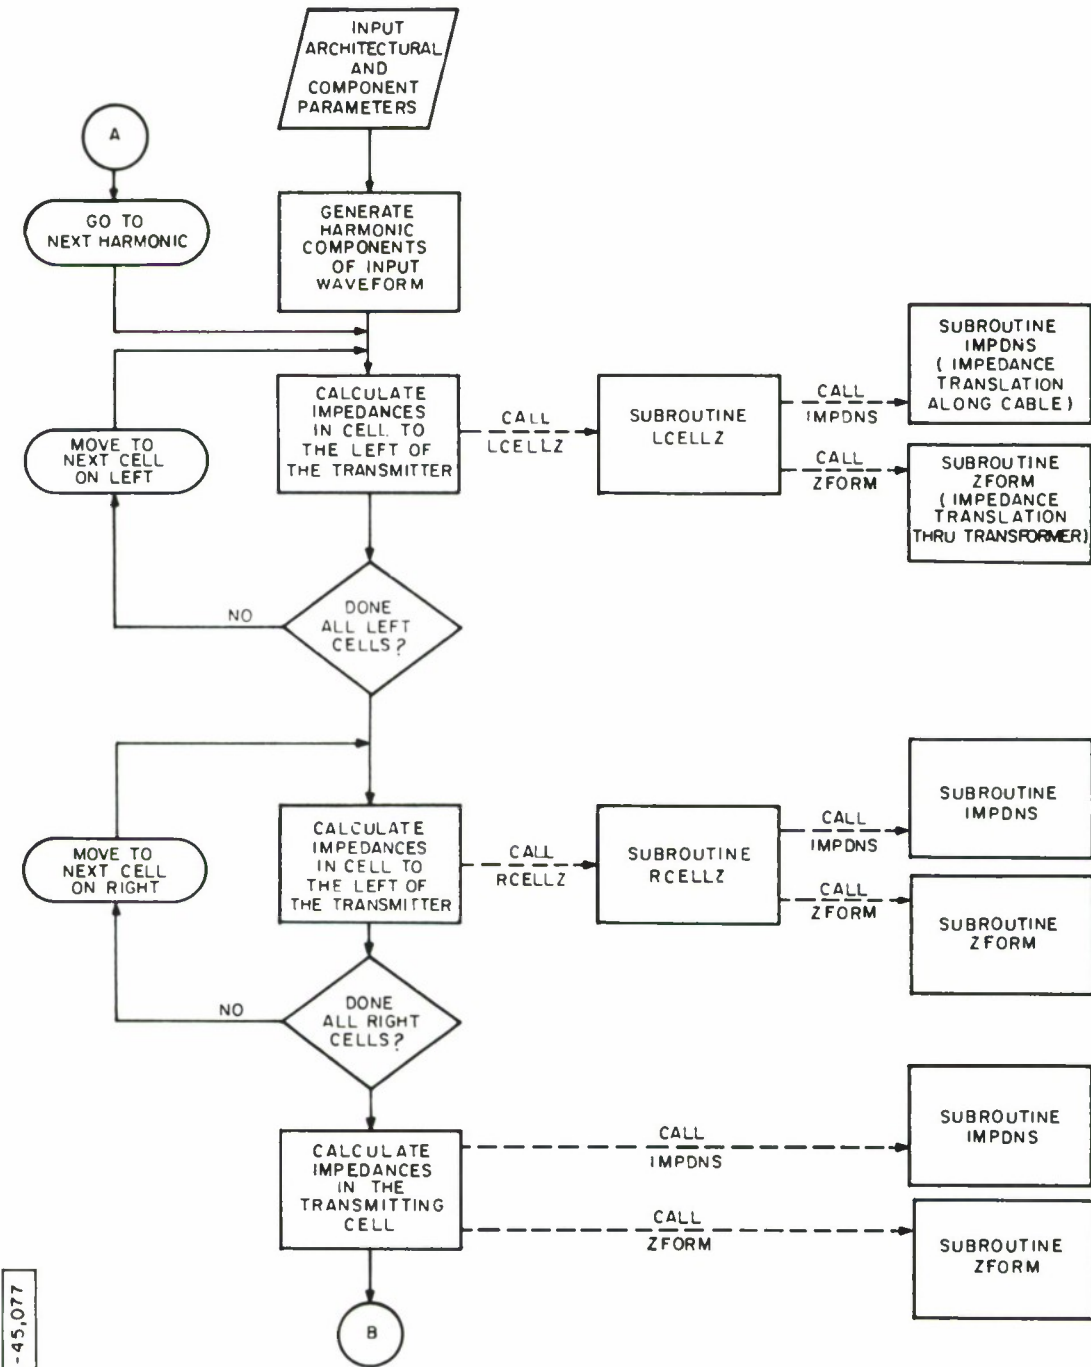 INPUT
ARCHITECTURAL
AND
COMPONENT
PARAMETERS
A
GO TO
NEXT HARMONIC
GENERATE
HARMONIC
COMPONENTS
OF INPUT
WAVEFORM
MOVE TO
NEXT CELL
ON LEFT
CALCULATE
IMPEDANCES
IN CELL TO
THE LEFT OF
THE TRANSMITTER
CALL
LCELLZ
SUBROUTINE
LCELLZ
CALL
IMPDNS
SUBROUTINE
IMPDNS
( IMPEDANCE
TRANSLATION
ALONG CABLE)
CALL
ZFORM
SUBROUTINE
ZFORM
( IMPEDANCE
TRANSLATION
THRU TRANSFORMER)
NO
DONE
ALL LEFT
CELLS?
MOVE TO
NEXT CELL
ON RIGHT
CALCULATE
IMPEDANCES
IN CELL TO
THE LEFT OF
THE TRANSMITTER
CALL
RCELLZ
SUBROUTINE
RCELLZ
CALL
IMPDNS
SUBROUTINE
IMPDNS
CALL
ZFORM
SUBROUTINE
ZFORM
NO
DONE
ALL RIGHT
CELLS?
CALCULATE
IMPEDANCES
IN THE
TRANSMITTING
CELL
CALL
IMPDNS
SUBROUTINE
IMPDNS
CALL
ZFORM
SUBROUTINE
ZFORM
B
-45,077